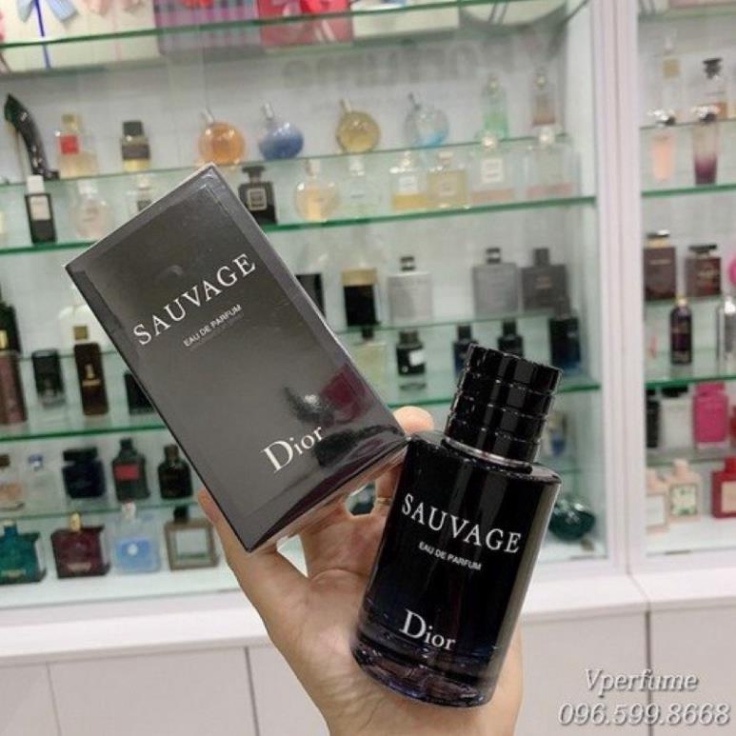 SAUVAGE
EAU DE PARFUM
Dior
SAUVAGE
EAU DE PARFUM
Dior
Vperfume
096.599.8668